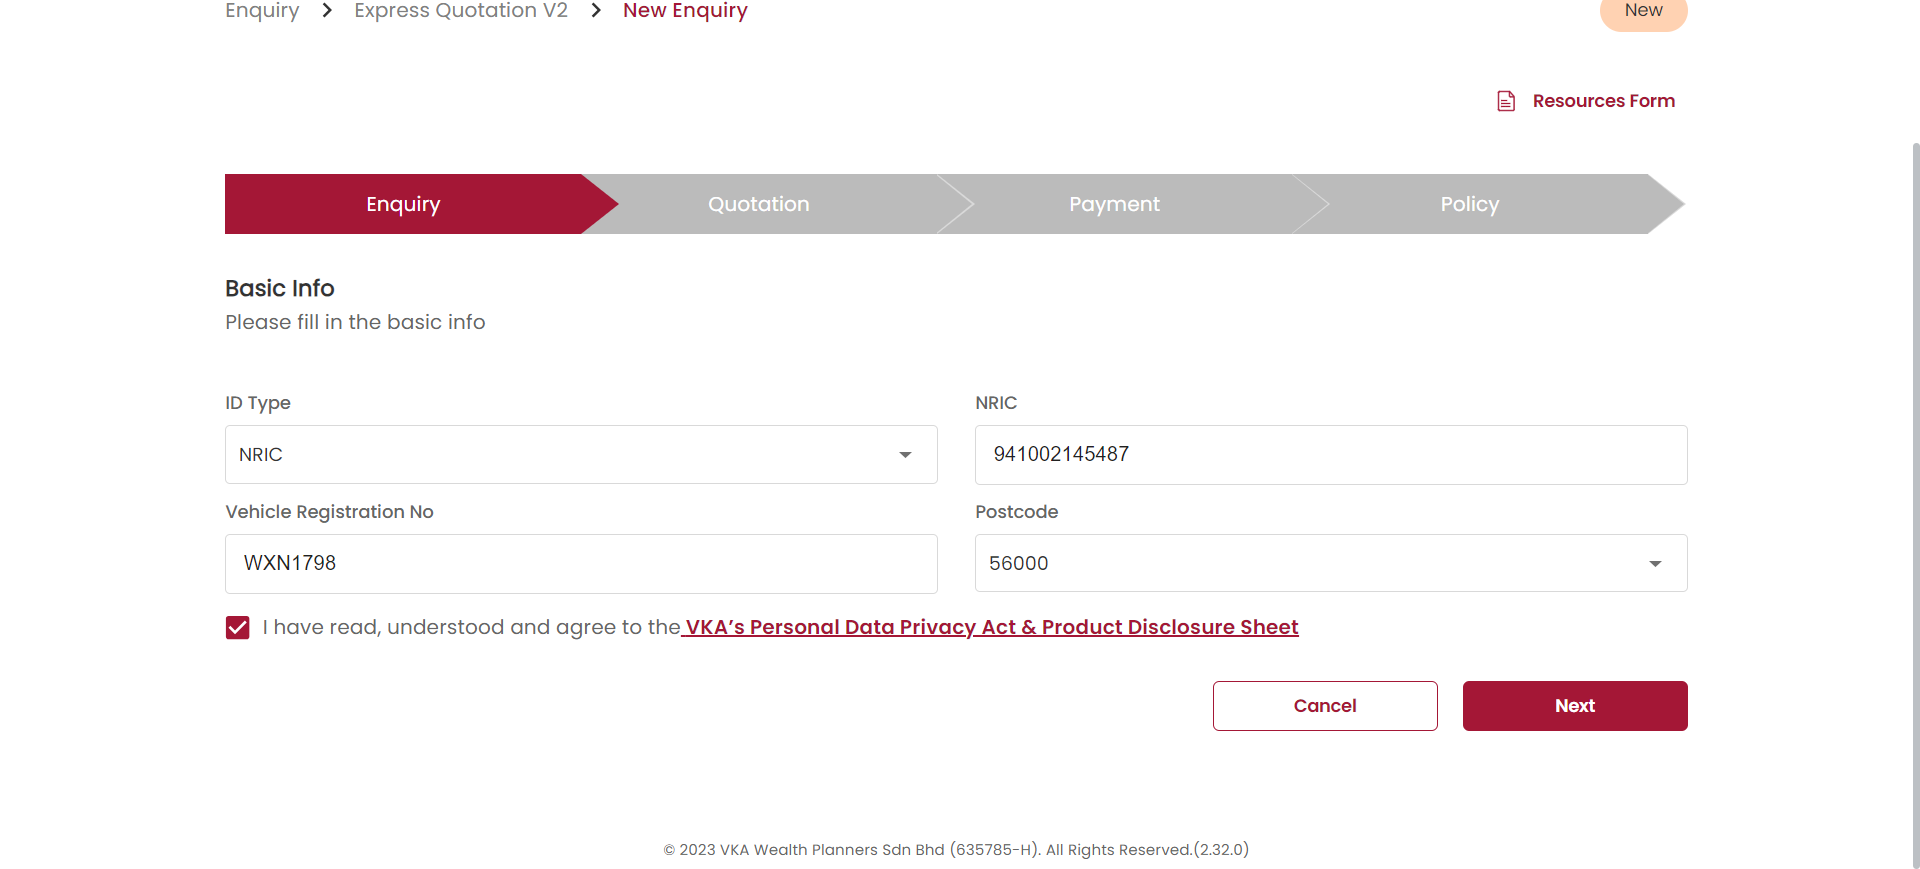 Enquiry > Express Quotation V2 > New Enquiry
New
Resources Form
Enquiry
Quotation
Payment
Policy
Basic Info
Please fill in the basic info
ID Type
NRIC
NRIC
941002145487
Vehicle Registration No
Postcode
WXN1798
56000
I have read, understood and agree to the VKA’s Personal Data Privacy Act & Product Disclosure Sheet
Cancel
Next
© 2023 VKA Wealth Planners Sdn Bhd (635785-H). All Rights Reserved.(2.32.0)